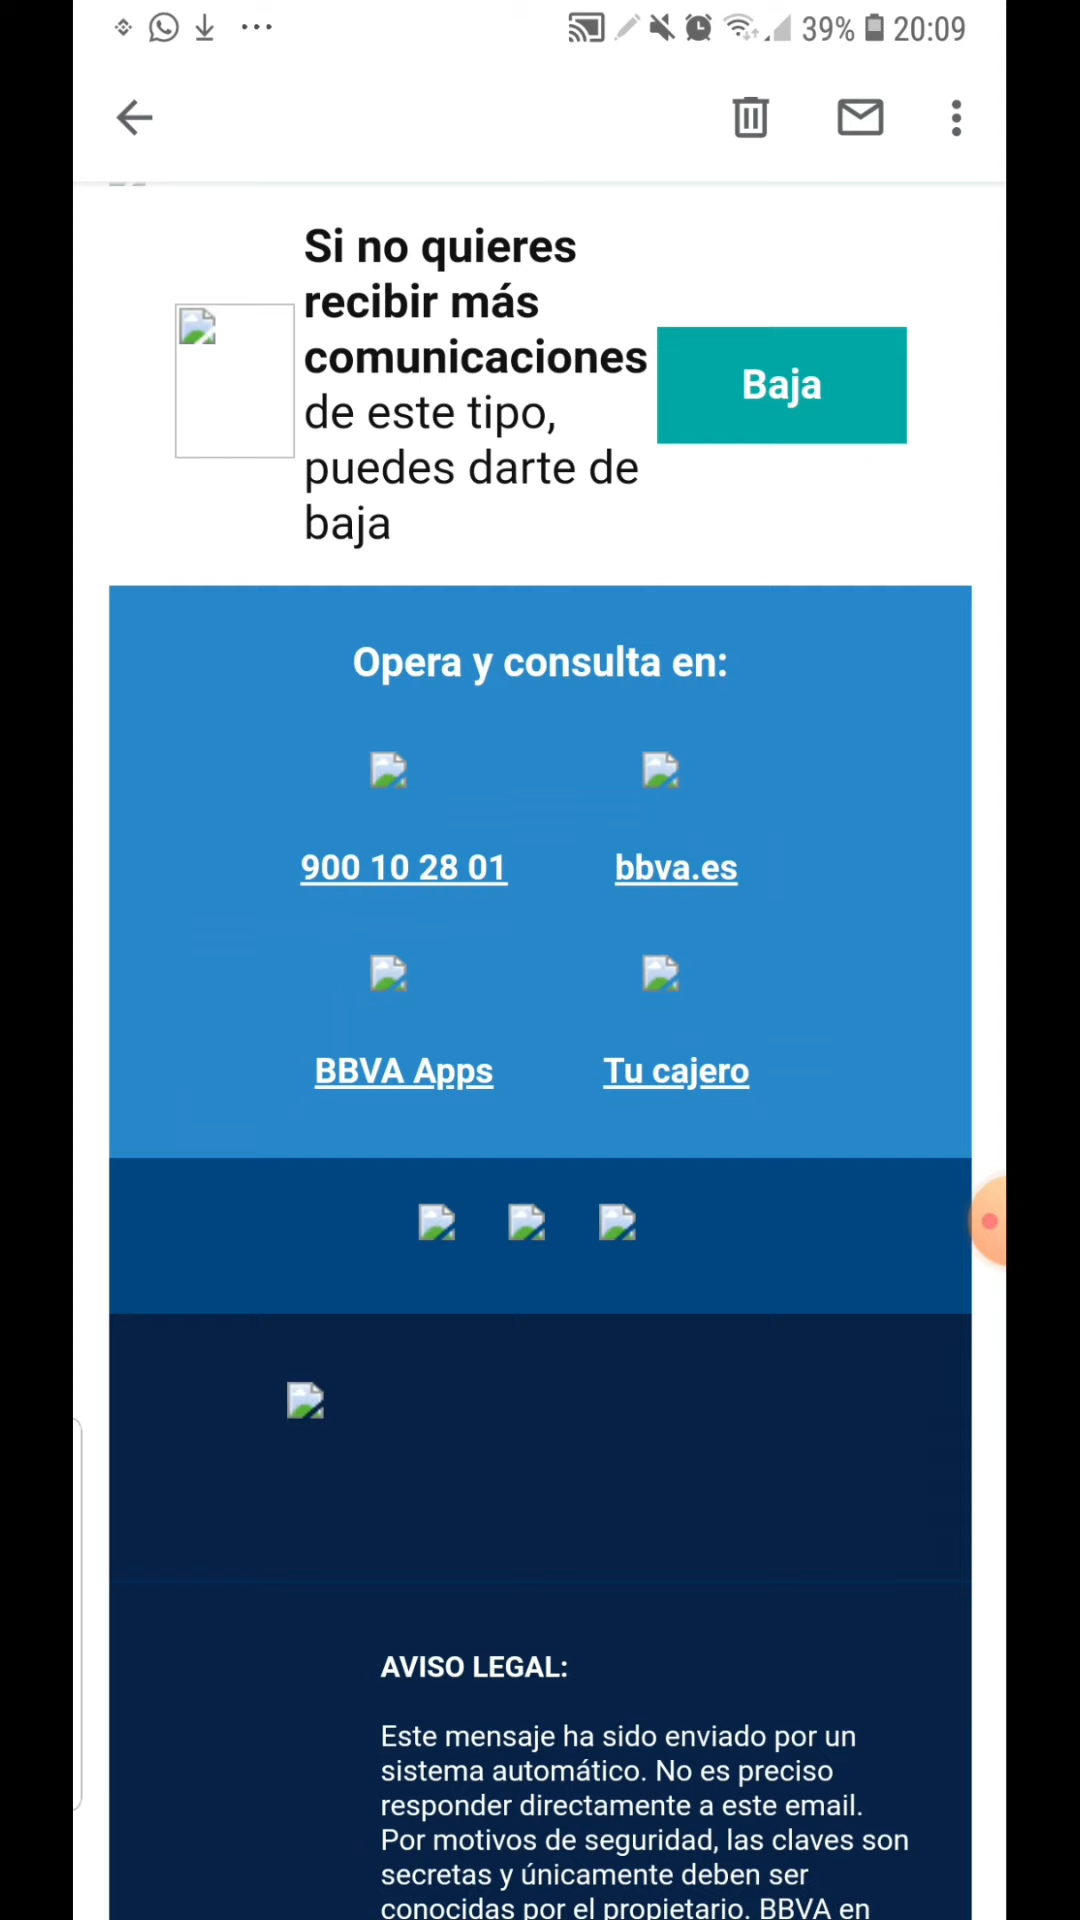 39% 20:09
Si no quieres
recibir más
comunicaciones
de este tipo,
puedes darte de
baja
Baja
Opera y consulta en:
900 10 28 01 bbva.es
BBVA Apps Tu cajero
AVISO LEGAL:
Este mensaje ha sido enviado por un
sistema automático. No es preciso
responder directamente a este email.
Por motivos de seguridad, las claves son
secretas y únicamente deben ser
conocidas por el propietario. BBVA en